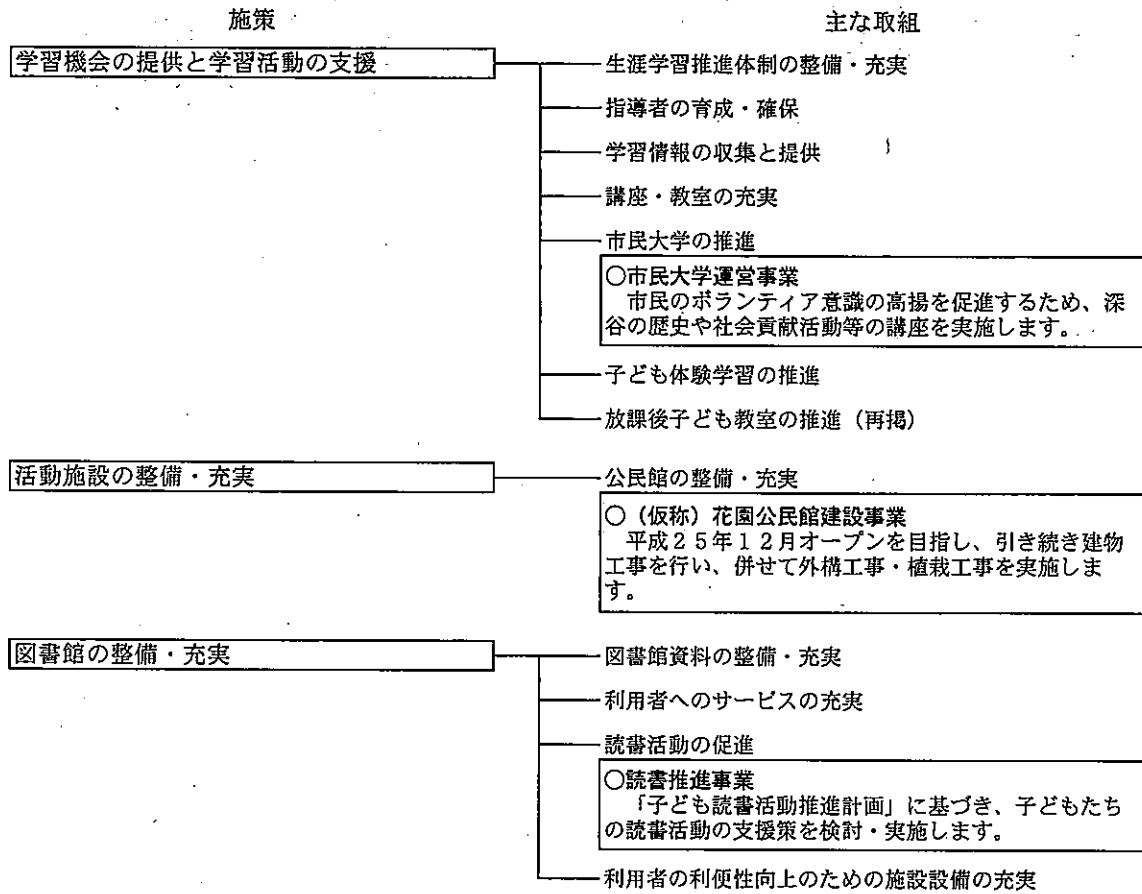 施策
主な取組
学習機会の提供と学習活動の支援
生涯学習推進体制の整備・充実
指導者の育成・確保
学習情報の収集と提供
講座・教室の充実
市民大学の推進
○市民大学運営事業
市民のボランティア意識の高揚を促進するため、深
谷の歴史や社会貢献活動等の講座を実施します。
子ども体験学習の推進
放課後子ども教室の推進（再掲）
活動施設の整備・充実
公民館の整備・充実
○（仮称）花園公民館建設事業
平成２５年１２月オープンを目指し、引き続き建物
工事を行い、併せて外構工事・植栽工事を実施しま
す。
図書館の整備・充実
図書館資料の整備・充実
利用者へのサービスの充実
読書活動の促進
○読書推進事業
「子ども読書活動推進計画」に基づき、子どもたち
の読書活動の支援策を検討・実施します。
利用者の利便性向上のための施設設備の充実